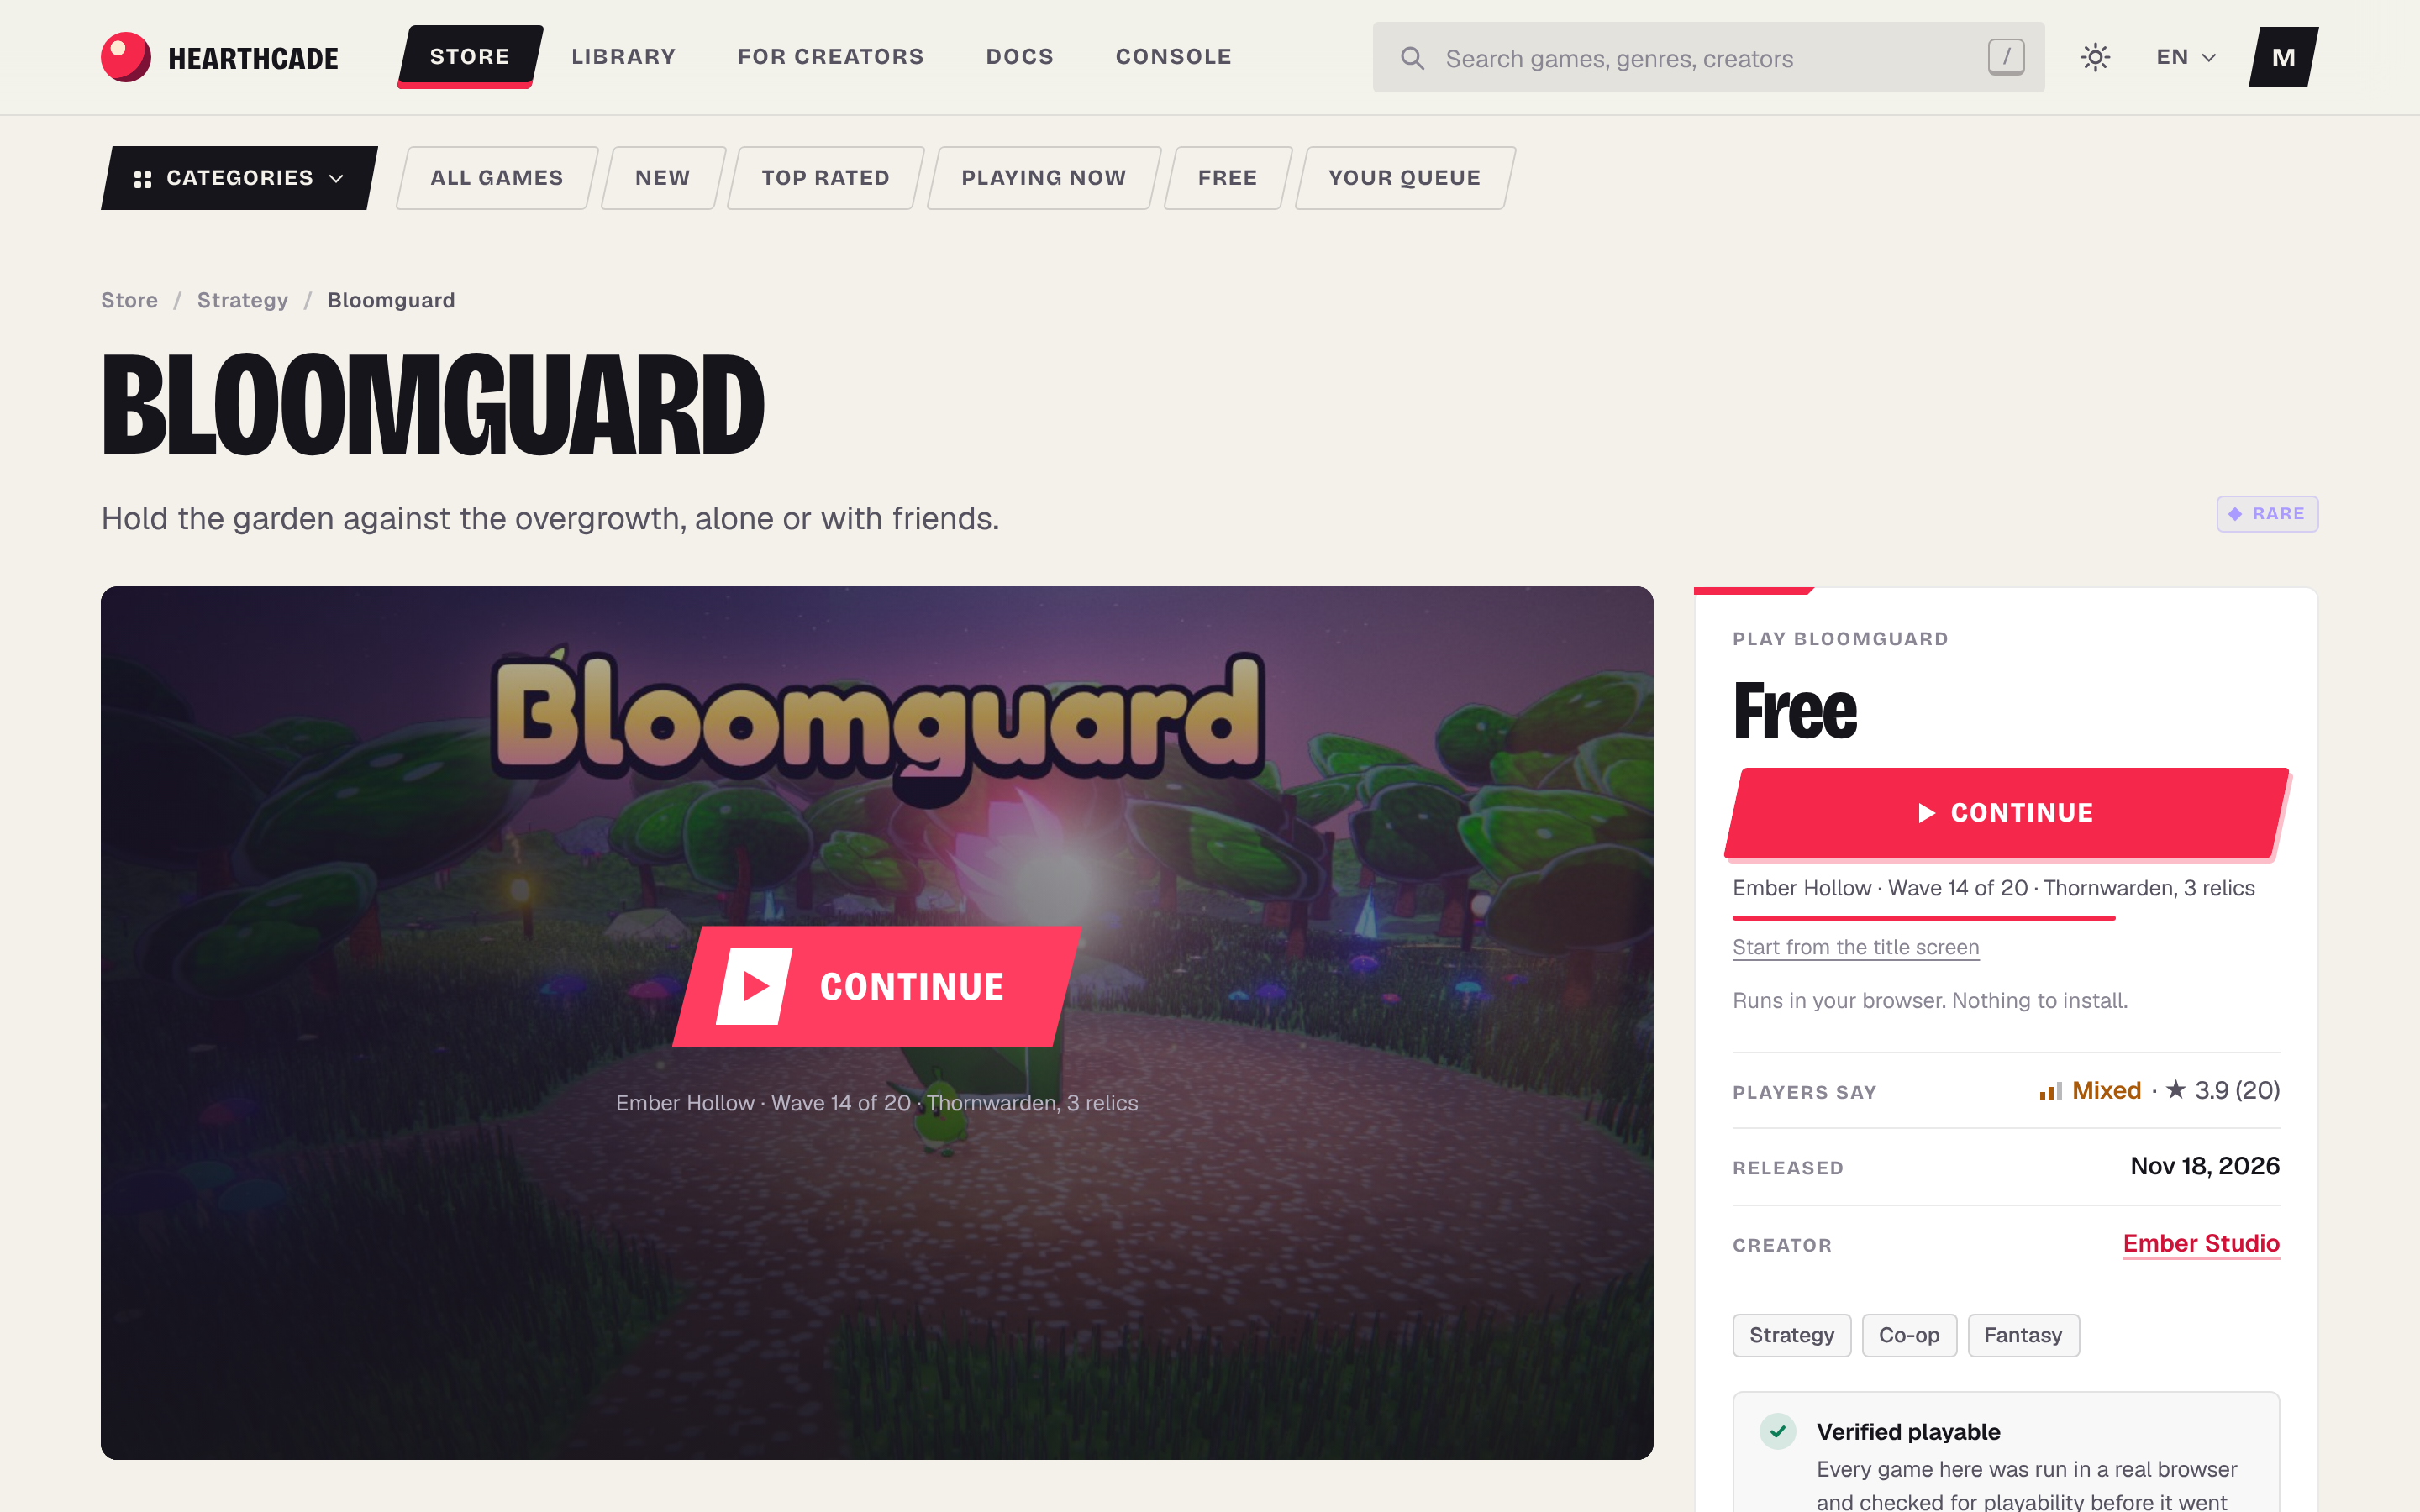 HEARTHCADE
STORE
LIBRARY
FOR CREATORS
DOCS
CONSOLE
Search games, genres, creators
/
EN
M
CATEGORIES
ALL GAMES
NEW
TOP RATED
PLAYING NOW
FREE
YOUR QUEUE
Store / Strategy / Bloomguard
BLOOMGUARD
Hold the garden against the overgrowth, alone or with friends.
RARE
Bloomguard
CONTINUE
Ember Hollow · Wave 14 of 20 · Thornwarden, 3 relics
PLAY BLOOMGUARD
Free
CONTINUE
Ember Hollow · Wave 14 of 20 · Thornwarden, 3 relics
Start from the title screen
Runs in your browser. Nothing to install.
PLAYERS SAY
Mixed · ★ 3.9 (20)
RELEASED
Nov 18, 2026
CREATOR
Ember Studio
Strategy
Co-op
Fantasy
Verified playable
Every game here was run in a real browser
and checked for playability before it went